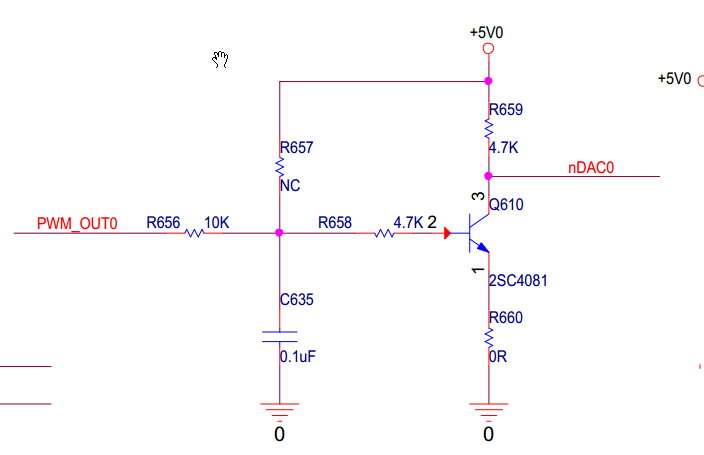 +5V0
+5V0
R659
4.7K
nDAC0
R657
NC
3
Q610
PWM_OUT0
R656
10K
R658
4.7K
2
1
2SC4081
C635
0.1uF
R660
0R
0
0